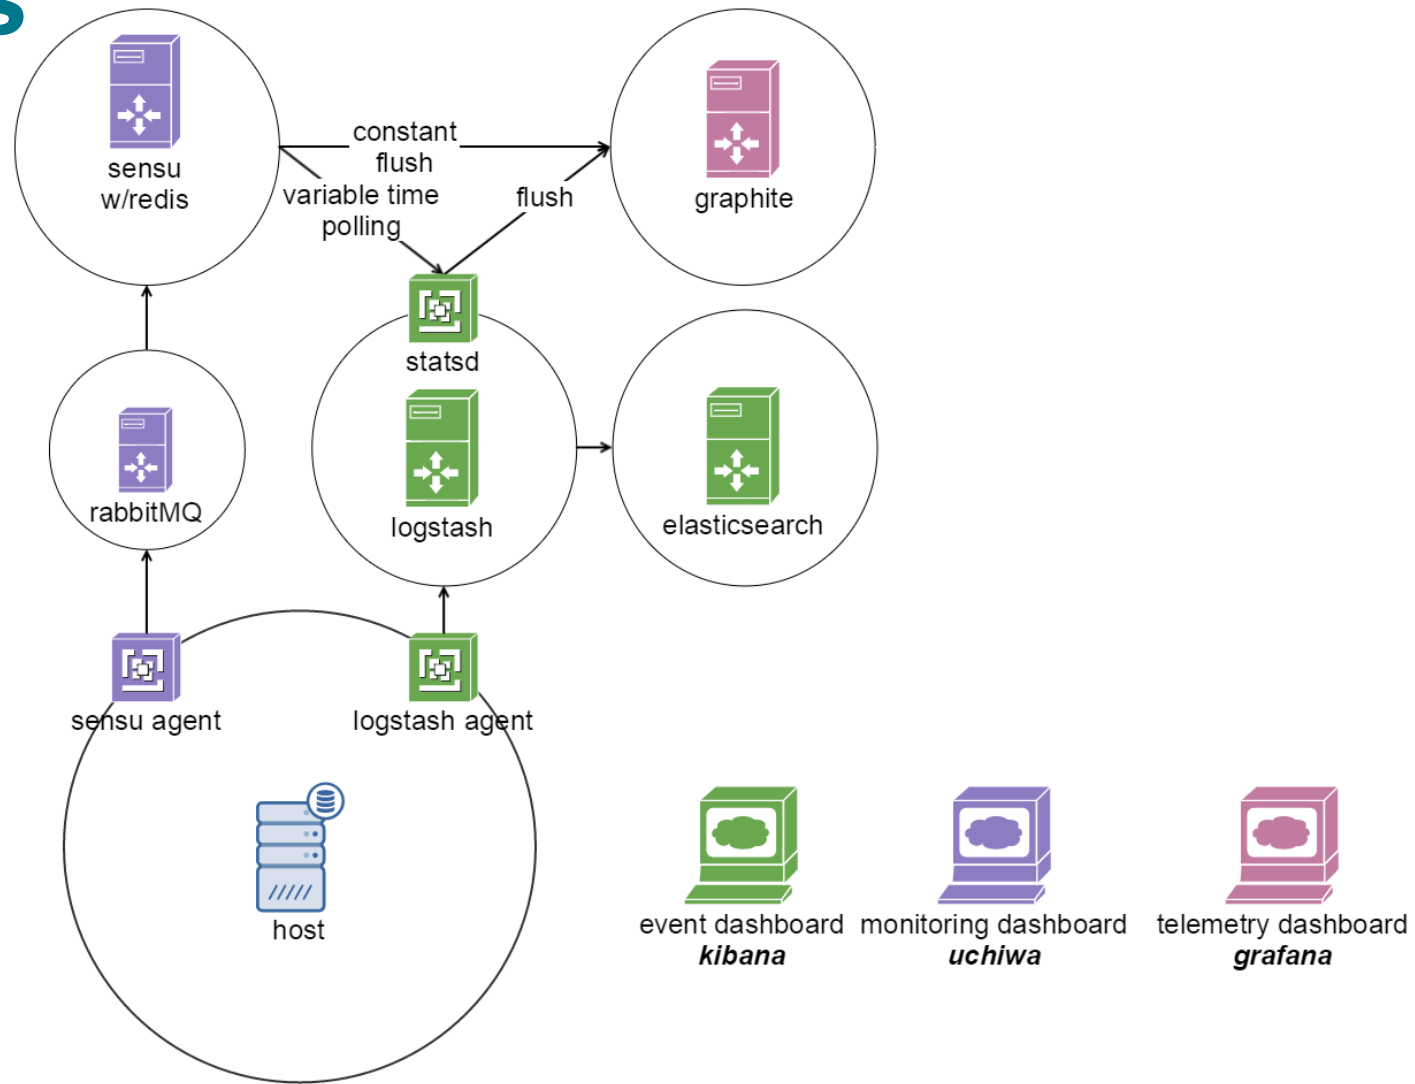 s
sensu
w/redis
constant
flush
variable time
polling
flush
graphite
statsd
logstash
elasticsearch
rabbitMQ
sensu agent
logstash agent
host
event dashboard
kibana
monitoring dashboard
uchiwa
telemetry dashboard
grafana